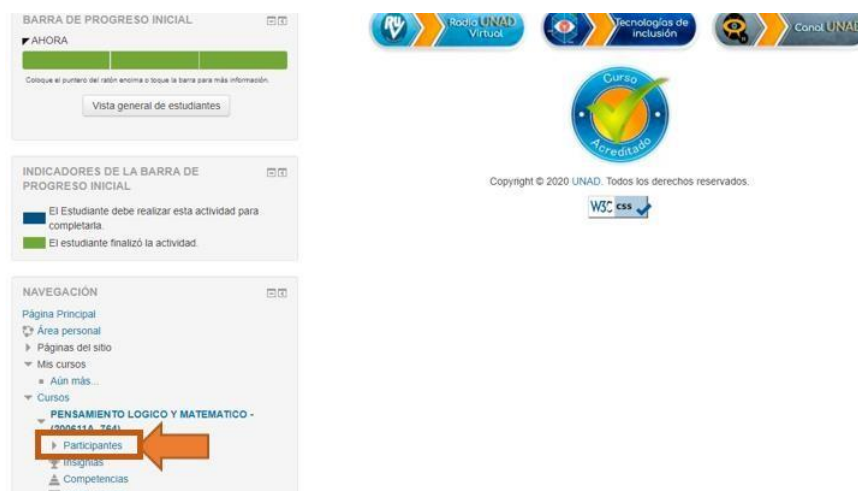 BARRA DE PROGRESO INICIAL
AHORA
Coloque el puntero del ratón encima o toque la barra para más información.
Vista general de estudiantes
INDICADORES DE LA BARRA DE
PROGRESO INICIAL
El Estudiante debe realizar esta actividad para
completarla.
El estudiante finalizó la actividad.
NAVEGACIÓN
Página Principal
Área personal
Páginas del sitio
Mis cursos
Aún más...
Cursos
PENSAMIENTO LOGICO Y MATEMATICO -
(200611A_764)
Participantes
Insignias
Competencias
Radio UNAD
Virtual
Tecnologías de
inclusión
Canal UNAD
Curso
Acreditado
Copyright © 2020 UNAD. Todos los derechos reservados.
W3C css